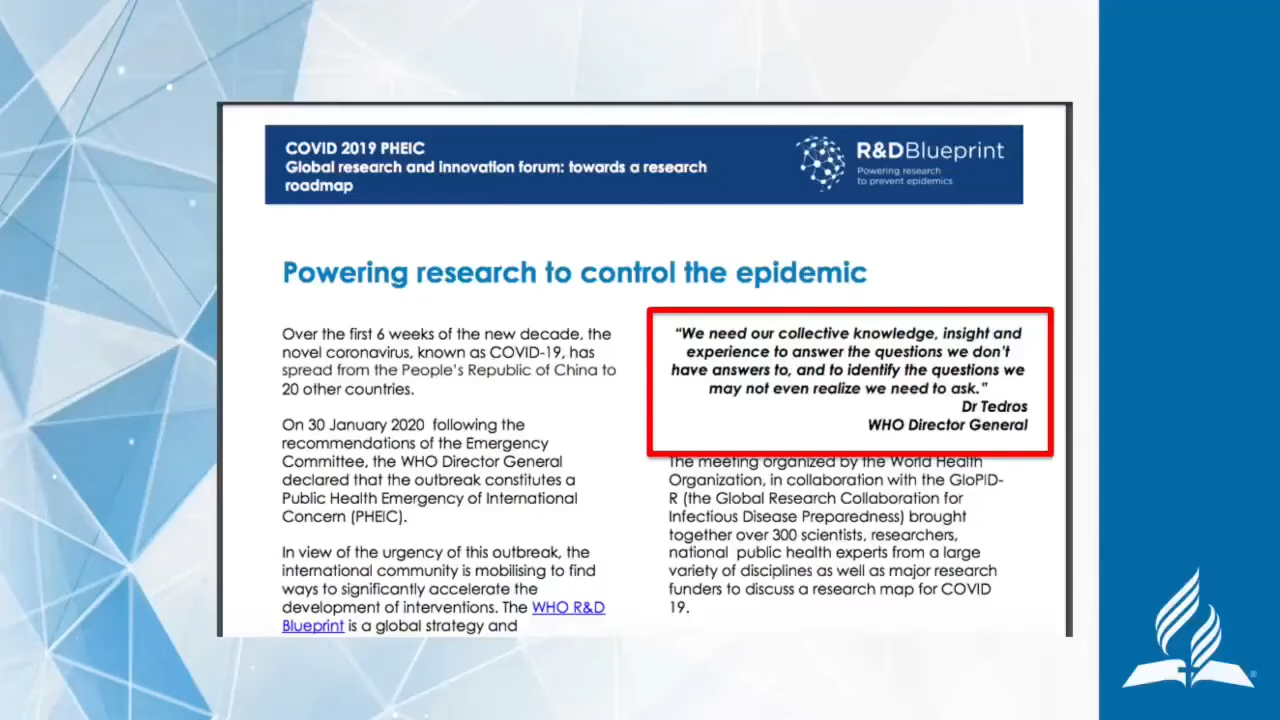 COVID 2019 PHEIC
Global research and innovation forum: towards a research
roadmap
R&DBlueprint
Powering research
to prevent epidemics
Powering research to control the epidemic
Over the first 6 weeks of the new decade, the
novel coronavirus, known as COVID-19, has
spread from the People's Republic of China to
20 other countries.
On 30 January 2020 following the
recommendations of the Emergency
Committee, the WHO Director General
declared that the outbreak constitutes a
Public Health Emergency of International
Concern (PHEIC).
In view of the urgency of this outbreak, the
international community is mobilising to find
ways to significantly accelerate the
development of interventions. The WHO R&D
Blueprint is a global strategy and
"We need our collective knowledge, insight and
experience to answer the questions we don't
have answers to, and to identify the questions we
may not even realize we need to ask."
Dr Tedros
WHO Director General
The meeting organized by the World Health
Organization, in collaboration with the GloPID-
R (the Global Research Collaboration for
Infectious Disease Preparedness) brought
together over 300 scientists, researchers,
national public health experts from a large
variety of disciplines as well as major research
funders to discuss a research map for COVID
19.
®